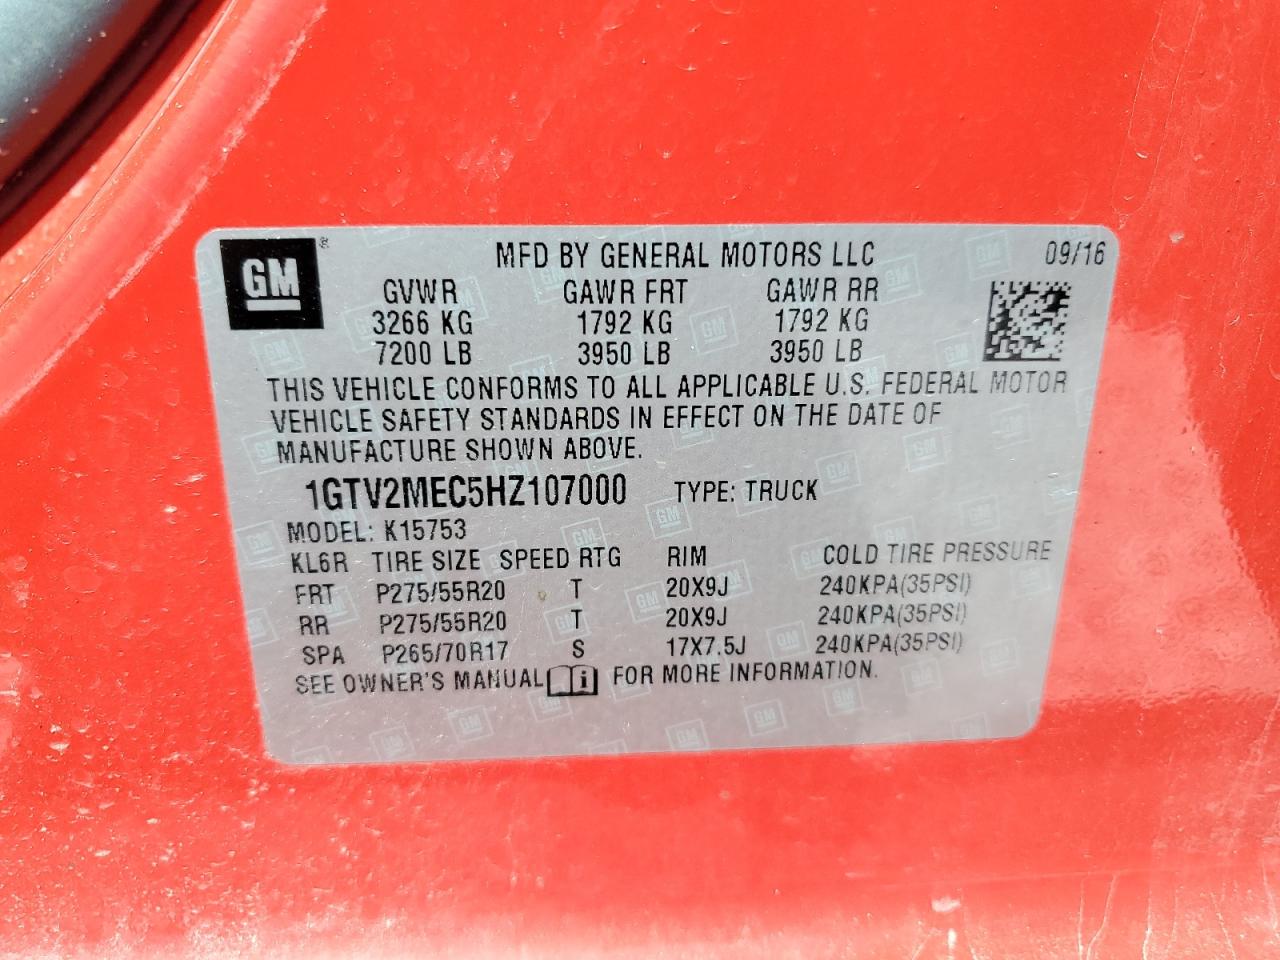 GM ® MFD BY GENERAL MOTORS LLC 09/16
GVWR GAWR FRT GAWR RR
3266 KG 1792 KG 1792 KG
7200 LB 3950 LB 3950 LB
THIS VEHICLE CONFORMS TO ALL APPLICABLE U.S. FEDERAL MOTOR
VEHICLE SAFETY STANDARDS IN EFFECT ON THE DATE OF
MANUFACTURE SHOWN ABOVE.
1GTV2MEC5HZ107000 TYPE: TRUCK
MODEL: K15753
KL6R TIRE SIZE SPEED RTG RIM COLD TIRE PRESSURE
FRT P275/55R20 T 20X9J 240KPA(35PSI)
RR P275/55R20 T 20X9J 240KPA(35PSI)
SPA P265/70R17 S 17X7.5J 240KPA(35PSI)
SEE OWNER'S MANUAL i FOR MORE INFORMATION.